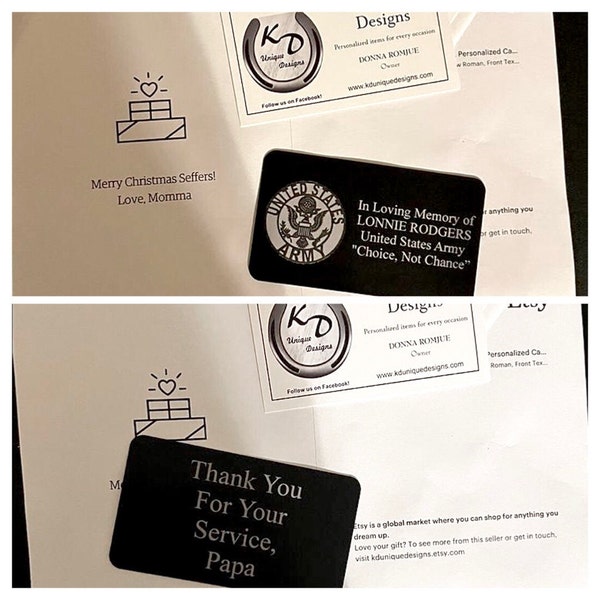 KD
Unique
Designs
Follow us on Facebook!
Designs
Personalized items for every occasion
DONNA ROMJUE
Owner
www.kduniquedesigns.com
Personalized Ca...
w Roman, Front Tex...
Merry Christmas Seffers!
Love, Momma
UNITED STATES
ARMY
In Loving Memory of
LONNIE RODGERS
United States Army
"Choice, Not Chance”
r anything you
or get in touch,
KD
Unique
Designs
Follow us on Facebook!
Designs
Personalized items for every occasion
DONNA ROMJUE
Owner
www.kduniquedesigns.com
Etsy
Personalized Ca...
Roman, Front Tex...
Thank You
For Your
Service,
Papa
Etsy is a global market where you can shop for anything you
dream up.
Love your gift? To see more from this seller or get in touch,
visit kduniquedesigns.etsy.com